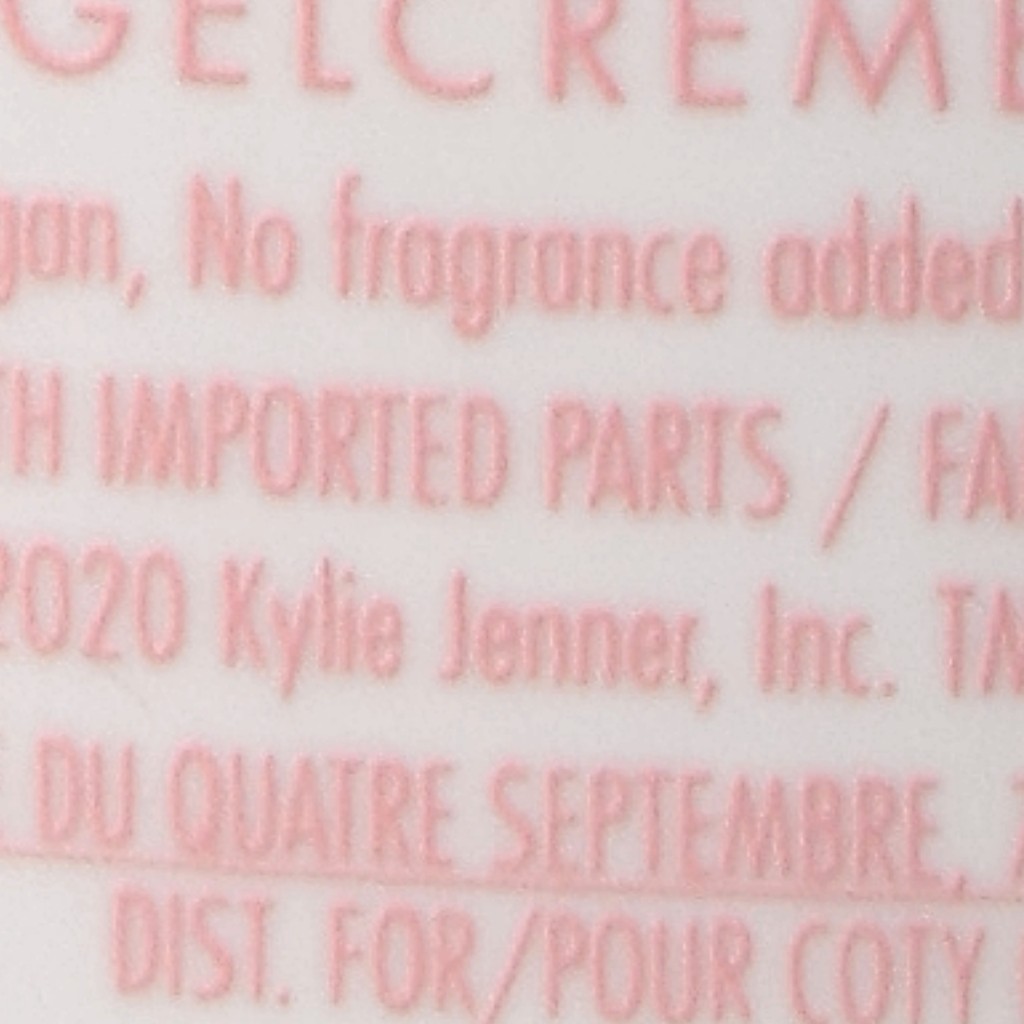 GELCREME
gan, No fragrance added
TH IMPORTED PARTS / FA
2020 Kylie Jenner, Inc. TA
DU QUATRE SEPTEMBRE,
DIST. FOR/POUR COTY